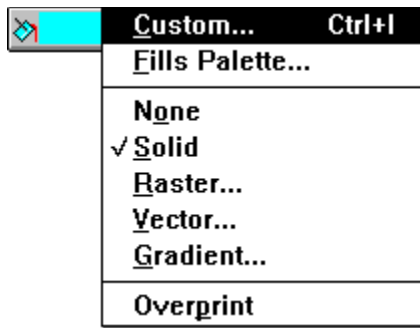 Custom... Ctrl+I
Fills Palette...
None
√ Solid
Raster...
Vector...
Gradient...
Overprint